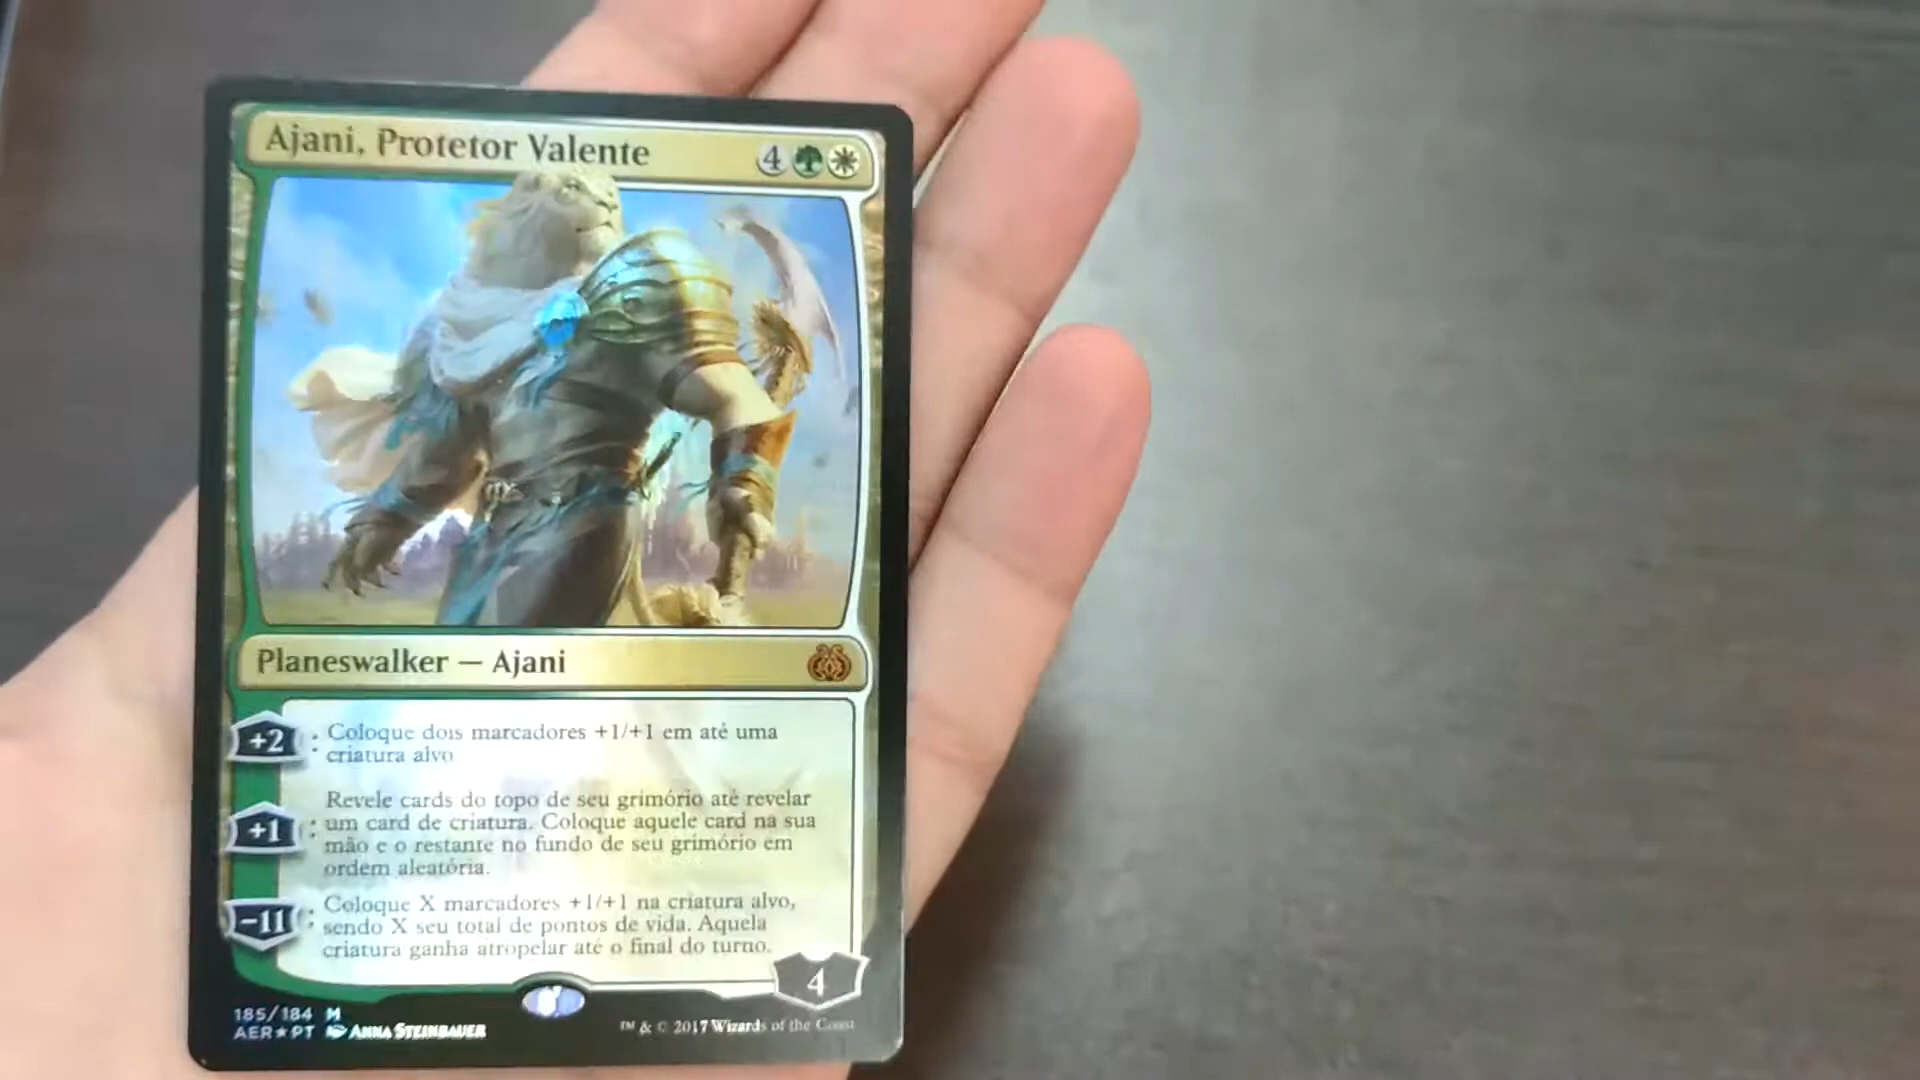 Ajani, Protetor Valente 4
Planeswalker — Ajani
+2 : Coloque dois marcadores +1/+1 em até uma
criatura alvo
+1 : Revele cards do topo de seu grimório até revelar
um card de criatura. Coloque aquele card na sua
mão e o restante no fundo de seu grimório em
ordem aleatória.
-11 : Coloque X marcadores +1/+1 na criatura alvo,
sendo X seu total de pontos de vida. Aquela
criatura ganha atropelar até o final do turno.
4
185/184 M
AER★PT Anna Steinbauer
™ & © 2017 Wizards of the Coast